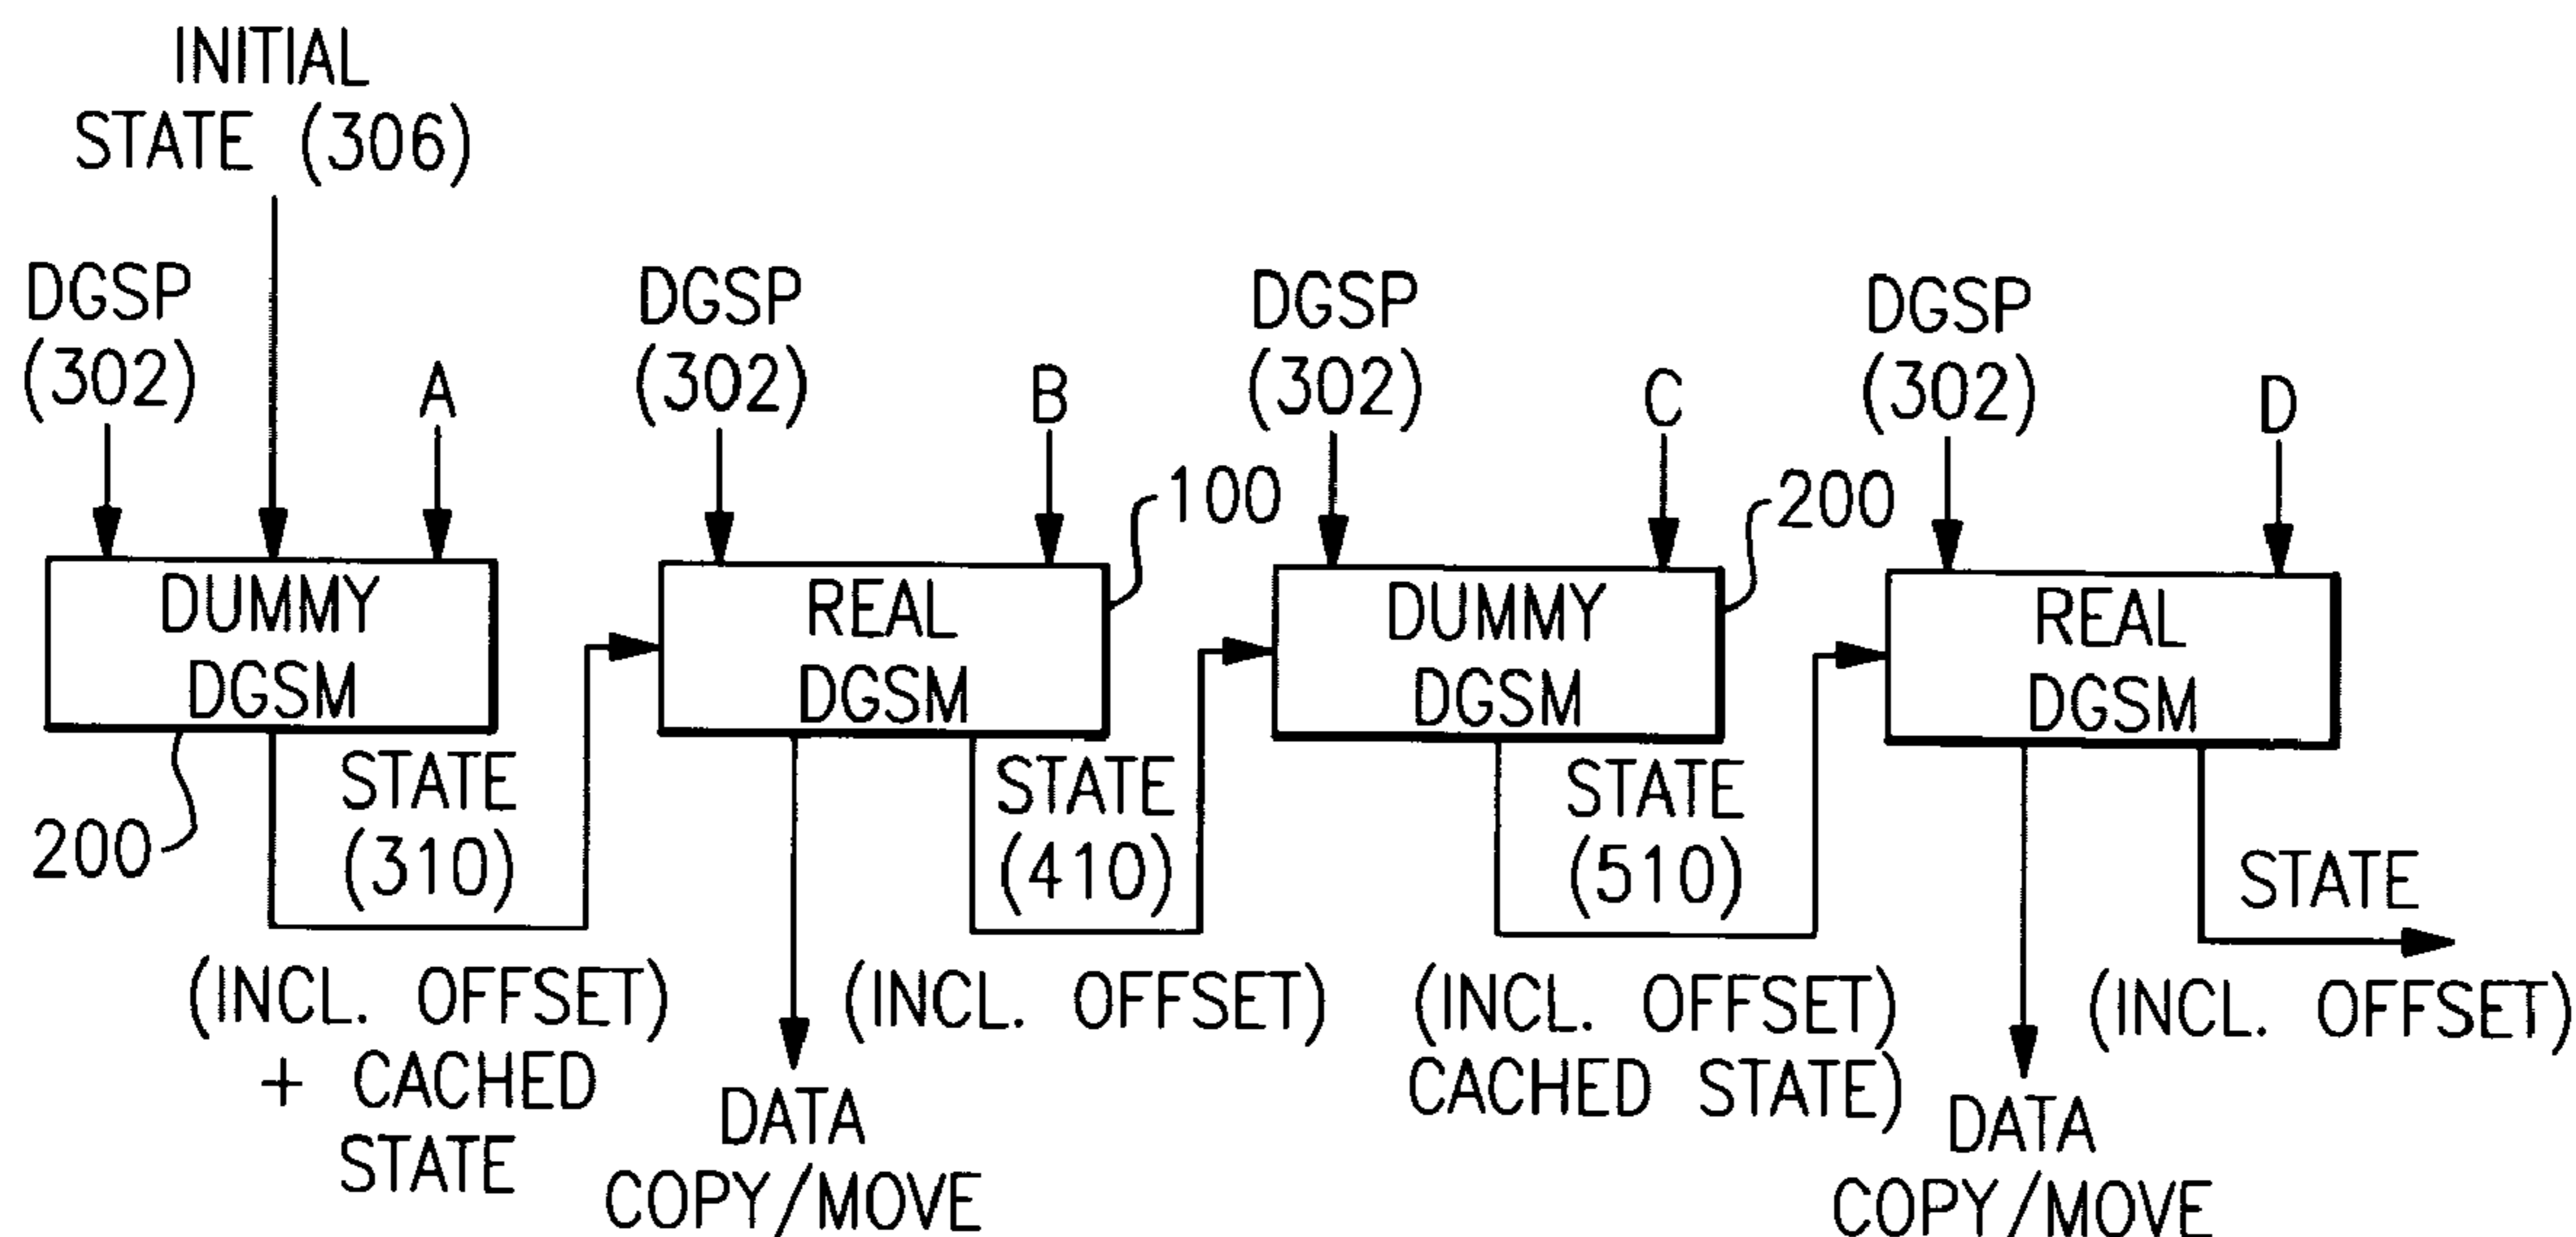 INITIAL
STATE (306)
DGSP
(302)
A
DGSP
(302)
B
DGSP
(302)
C
DGSP
(302)
D
100
200
DUMMY
DGSM
REAL
DGSM
DUMMY
DGSM
REAL
DGSM
200
STATE
(310)
STATE
(410)
STATE
(510)
STATE
(INCL. OFFSET)
+ CACHED
STATE
DATA
COPY/MOVE
(INCL. OFFSET)
(INCL. OFFSET)
CACHED STATE)
DATA
COPY/MOVE
(INCL. OFFSET)